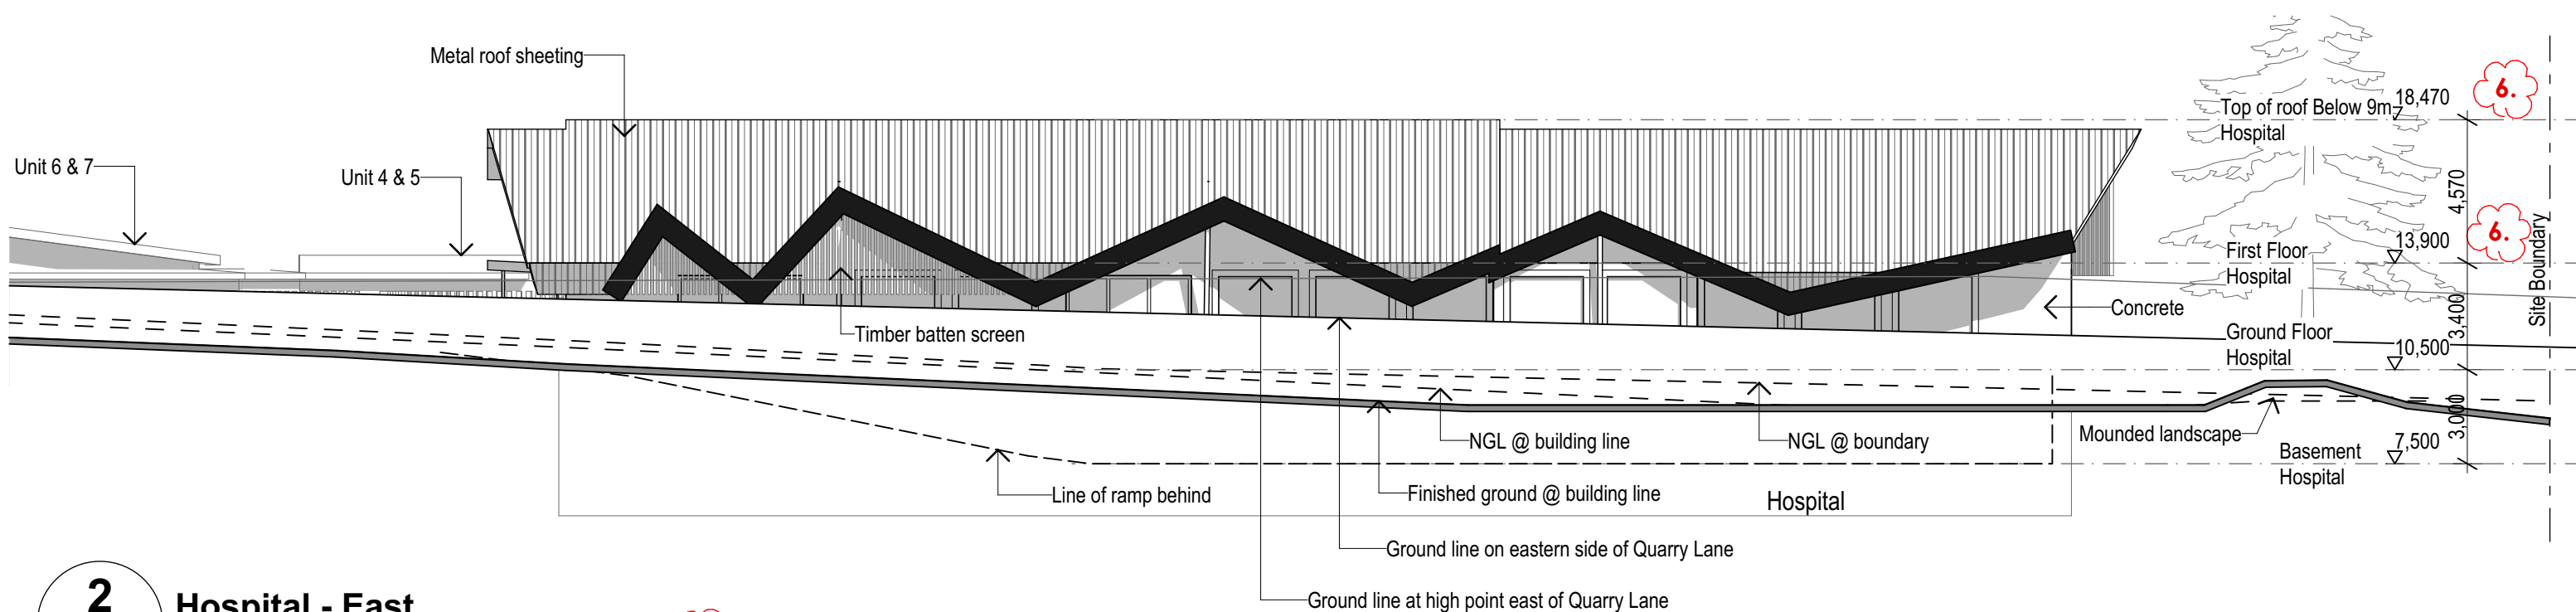 Metal roof sheeting
Unit 6 & 7
Unit 4 & 5
Top of roof Below 9m
Hospital
18,470
6.
4,570
First Floor
Hospital
13,900
6.
Site Boundary
Concrete
Timber batten screen
Ground Floor
Hospital
10,500
3,400
NGL @ building line
NGL @ boundary
Mounded landscape
3,000
Basement
Hospital
7,500
Line of ramp behind
Finished ground @ building line
Hospital
Ground line on eastern side of Quarry Lane
Ground line at high point east of Quarry Lane
2
Hospital - East